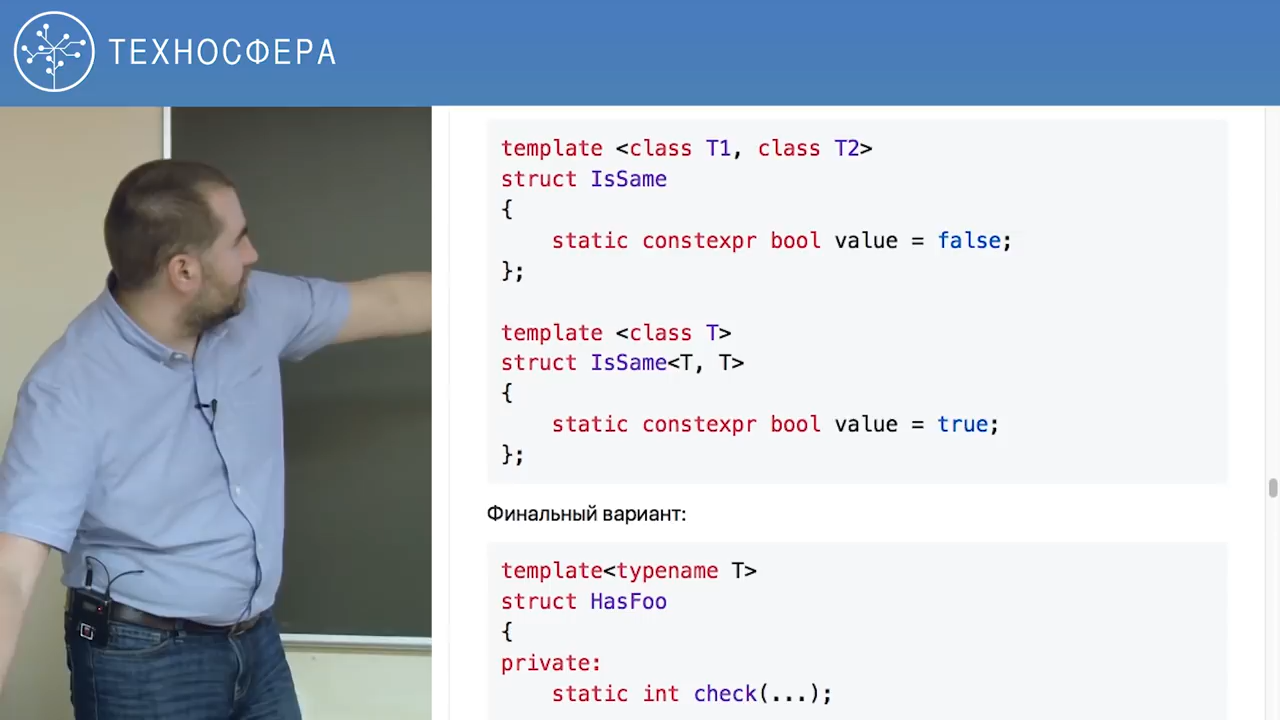 ТЕХНОСФЕРА
template <class T1, class T2>
struct IsSame
{
    static constexpr bool value = false;
};
template <class T>
struct IsSame<T, T>
{
    static constexpr bool value = true;
};
Финальный вариант:
template<typename T>
struct HasFoo
{
private:
    static int check(...);